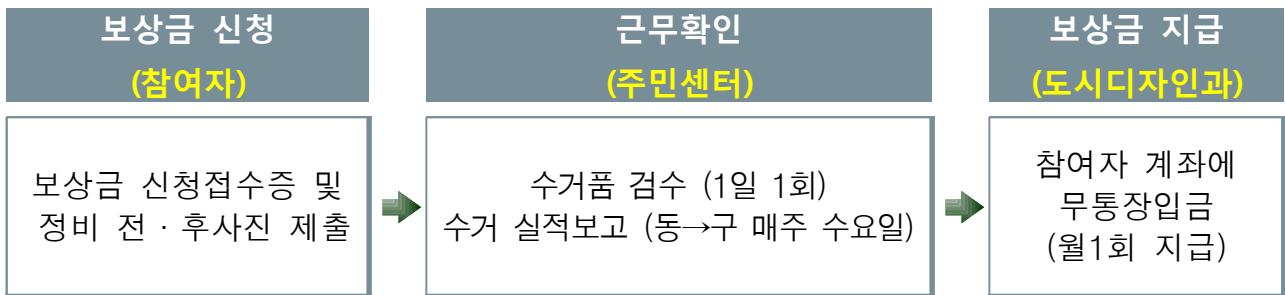 보상금 신청
(참여자)
보상금 신청접수증 및
정비 전·후사진 제출
근무확인
(주민센터)
수거품 검수 (1일 1회)
수거 실적보고 (동→구 매주 수요일)
보상금 지급
(도시디자인과)
참여자 계좌에
무통장입금
(월1회 지급)